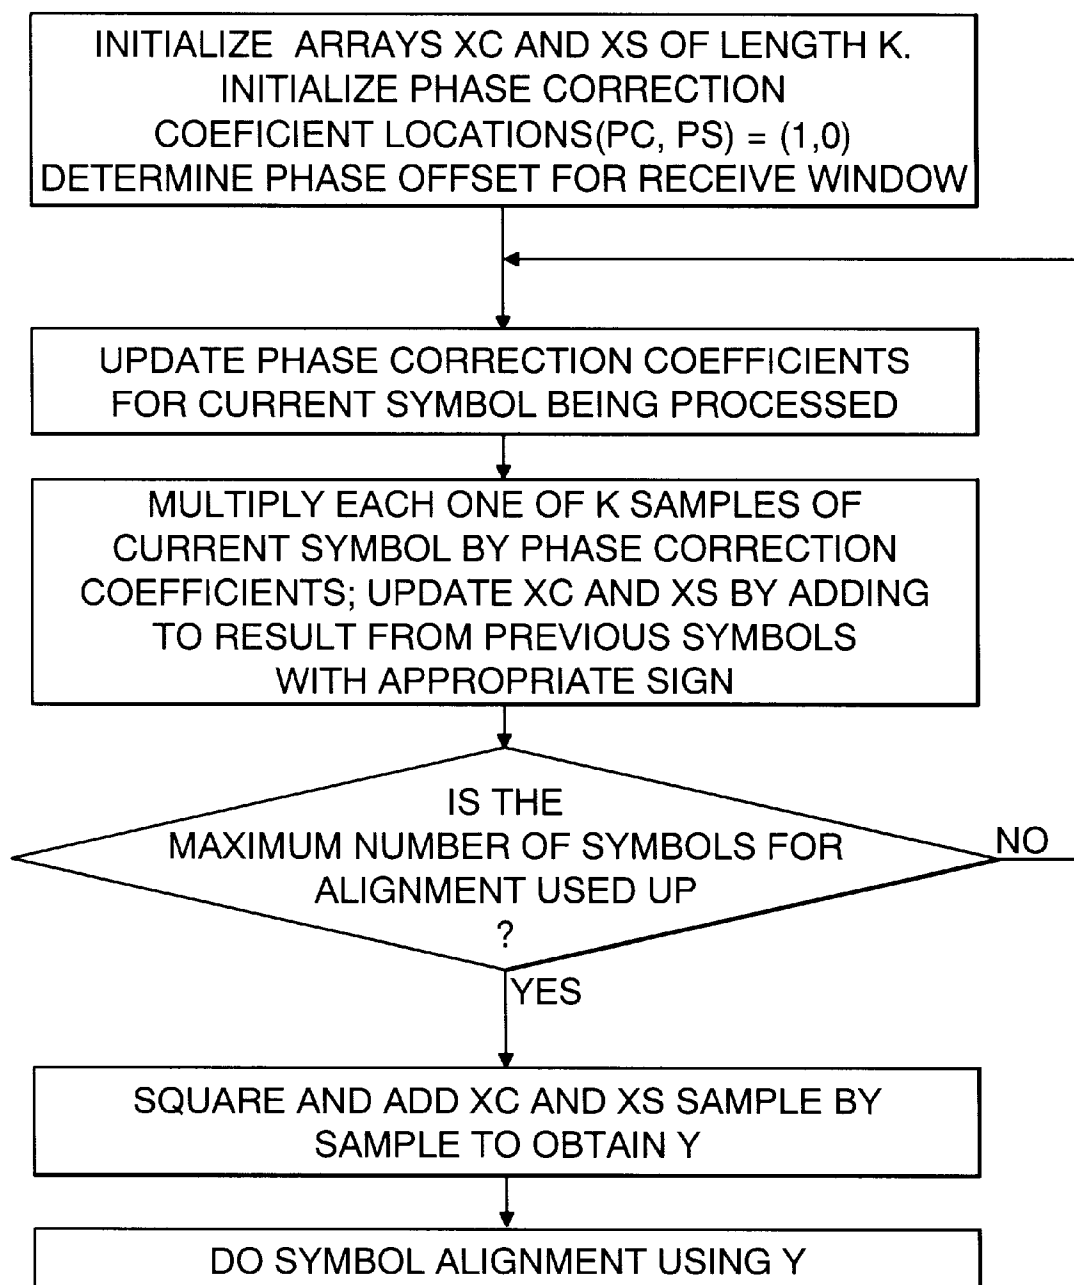 INITIALIZE ARRAYS XC AND XS OF LENGTH K.
INITIALIZE PHASE CORRECTION
COEFICIENT LOCATIONS(PC, PS) = (1,0)
DETERMINE PHASE OFFSET FOR RECEIVE WINDOW
UPDATE PHASE CORRECTION COEFFICIENTS
FOR CURRENT SYMBOL BEING PROCESSED
MULTIPLY EACH ONE OF K SAMPLES OF
CURRENT SYMBOL BY PHASE CORRECTION
COEFFICIENTS; UPDATE XC AND XS BY ADDING
TO RESULT FROM PREVIOUS SYMBOLS
WITH APPROPRIATE SIGN
IS THE
MAXIMUM NUMBER OF SYMBOLS FOR
ALIGNMENT USED UP
?
NO
YES
SQUARE AND ADD XC AND XS SAMPLE BY
SAMPLE TO OBTAIN Y
DO SYMBOL ALIGNMENT USING Y